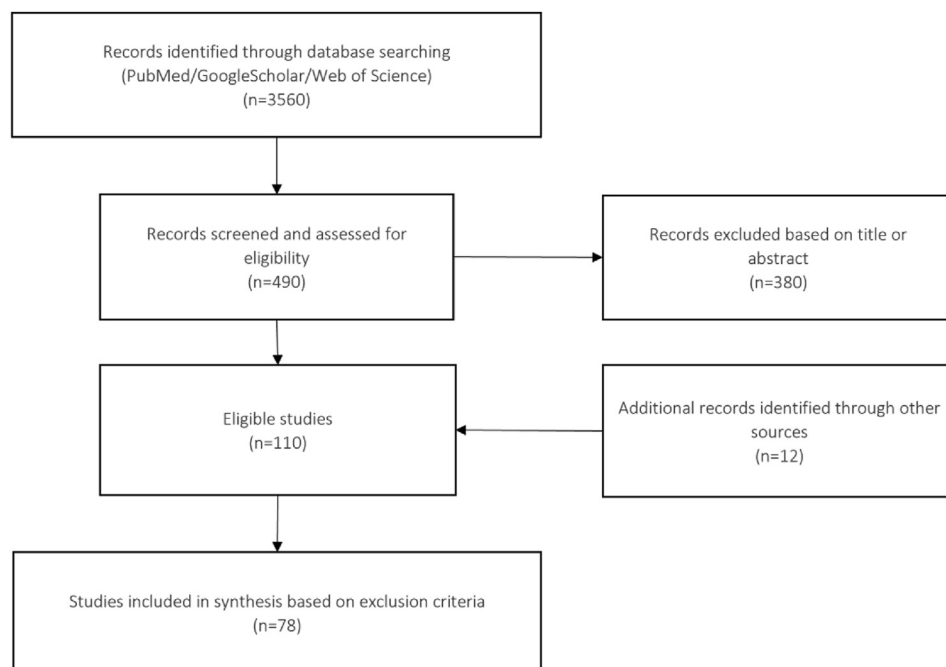 Records identified through database searching
(PubMed/GoogleScholar/Web of Science)
(n=3560)
Records screened and assessed for
eligibility
(n=490)
Records excluded based on title or
abstract
(n=380)
Eligible studies
(n=110)
Additional records identified through other
sources
(n=12)
Studies included in synthesis based on exclusion criteria
(n=78)